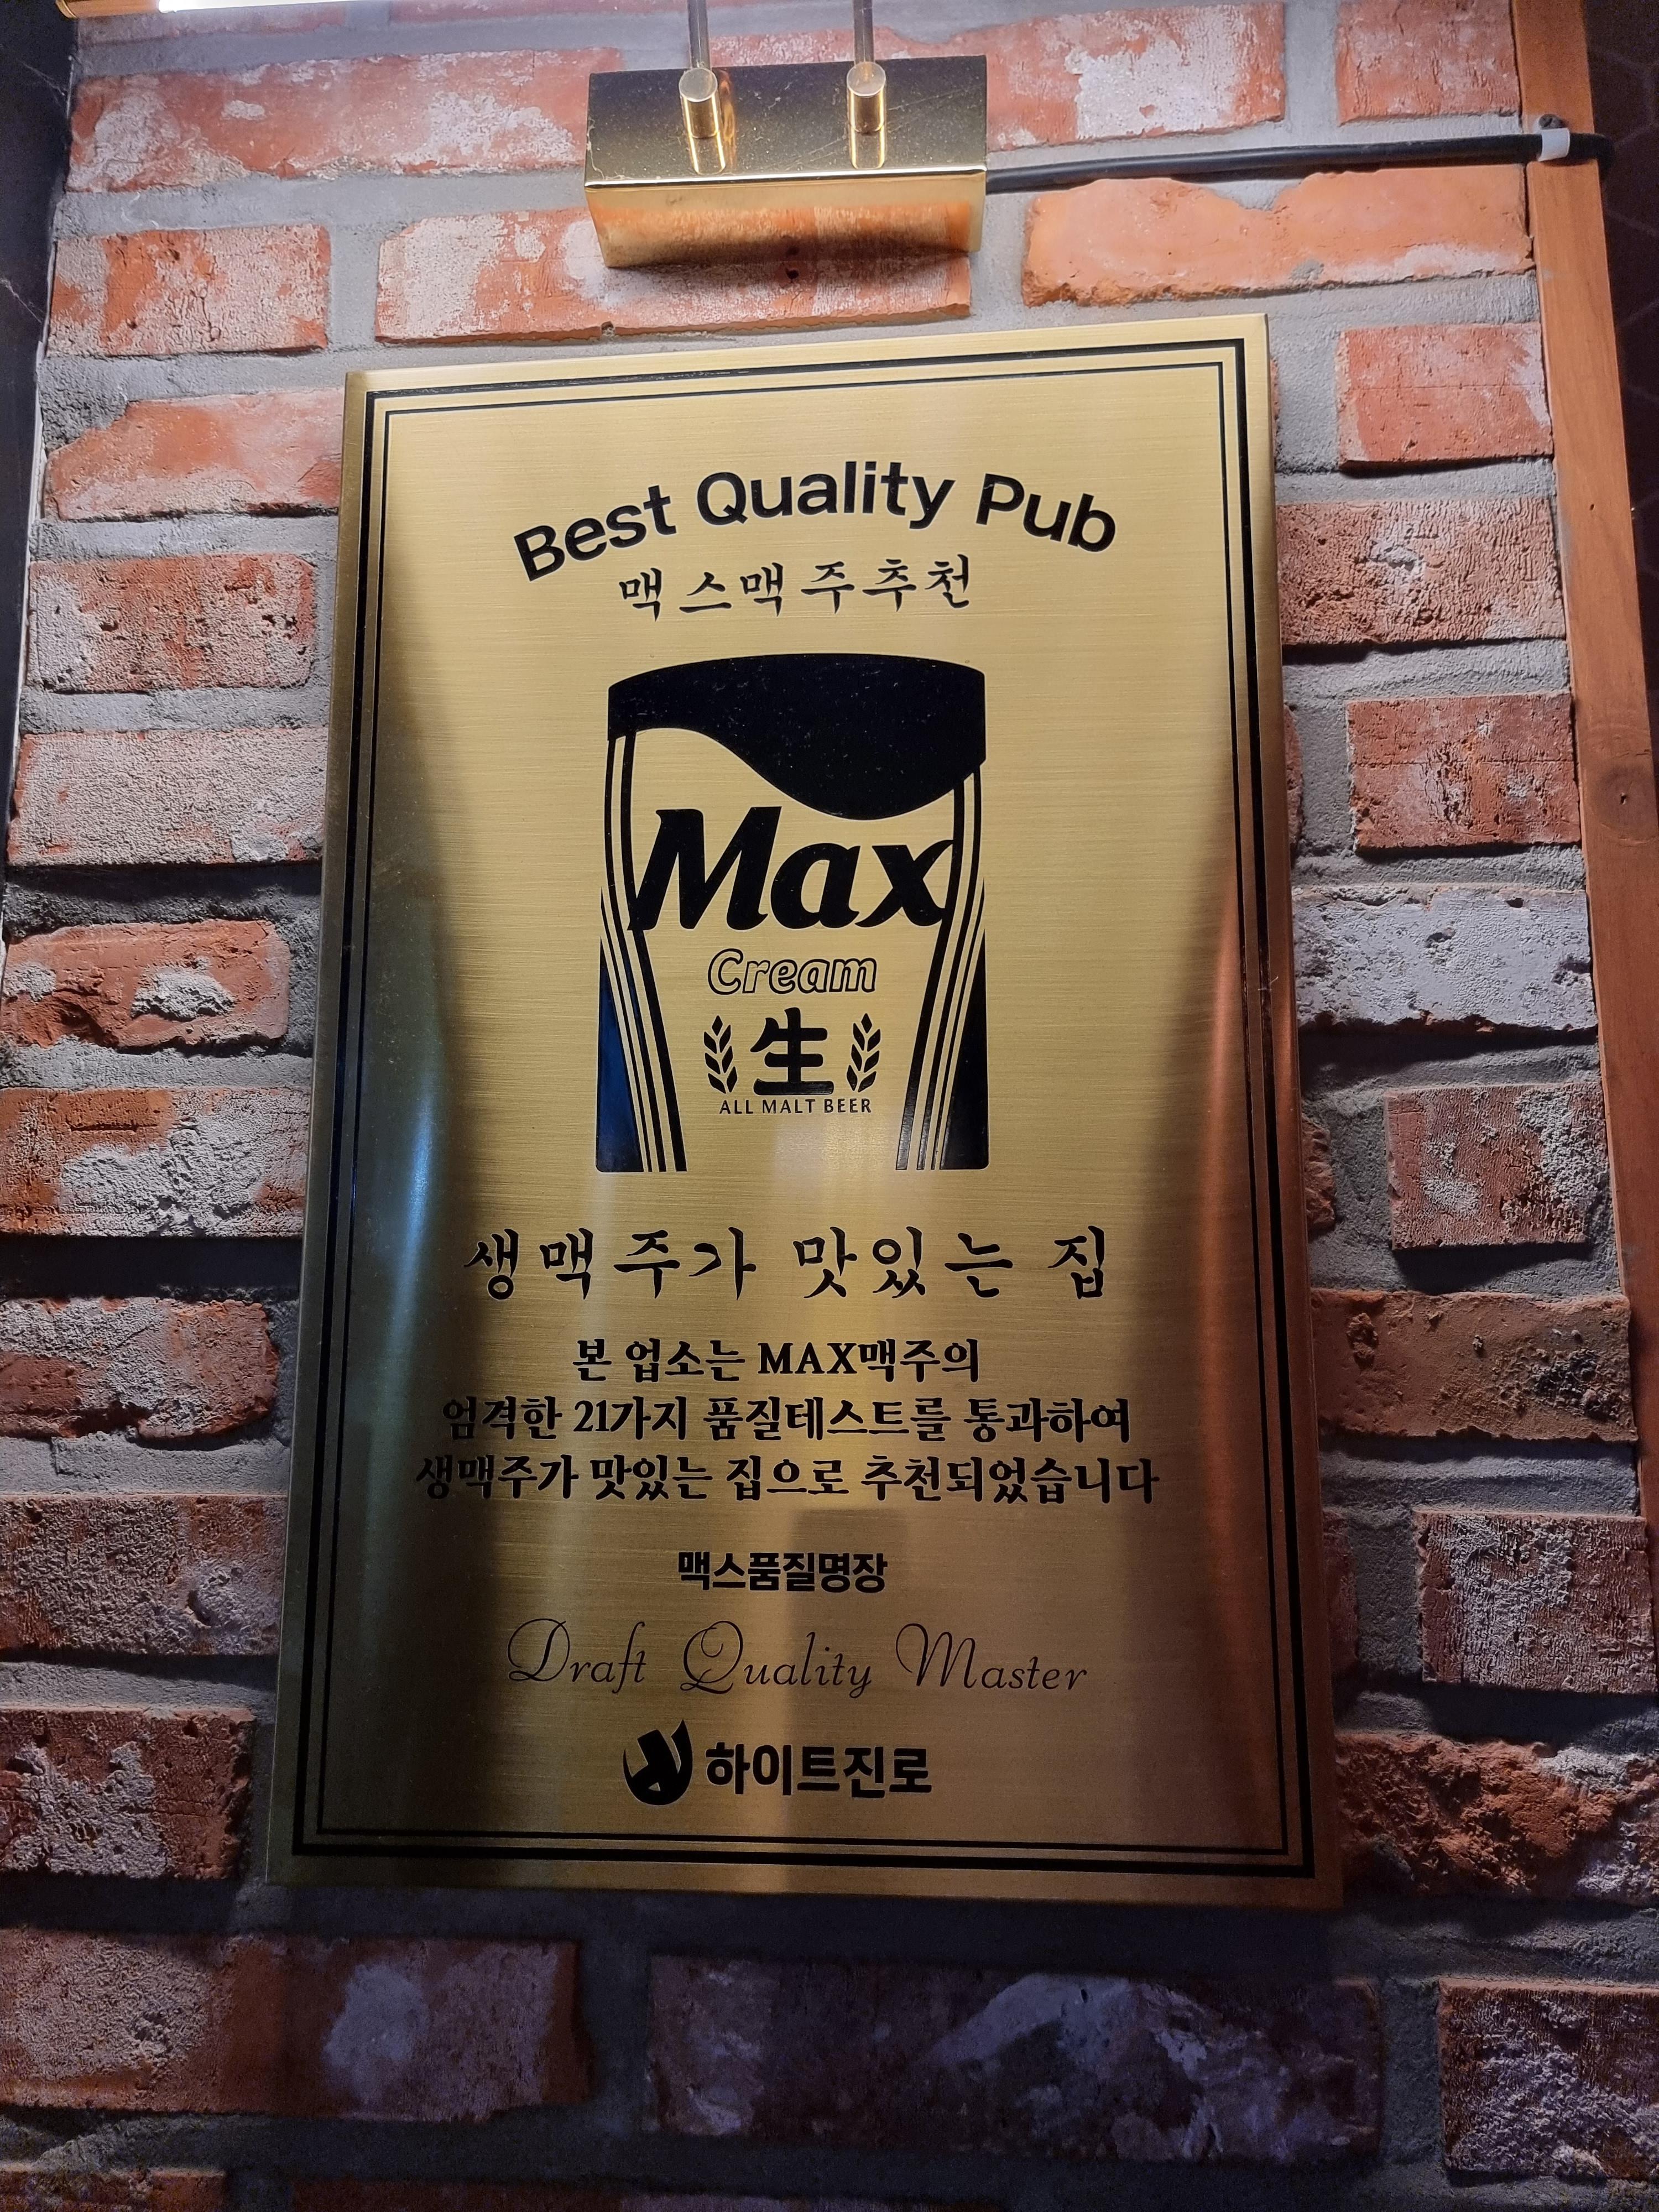 Best Quality Pub
맥스맥주추천
Max
Cream
生
ALL MALT BEER
생맥주가 맛있는 집
본 업소는 MAX맥주의
엄격한 21가지 품질테스트를 통과하여
생맥주가 맛있는 집으로 추천되었습니다
맥스품질명장
Draft Quality Master
하이트진로